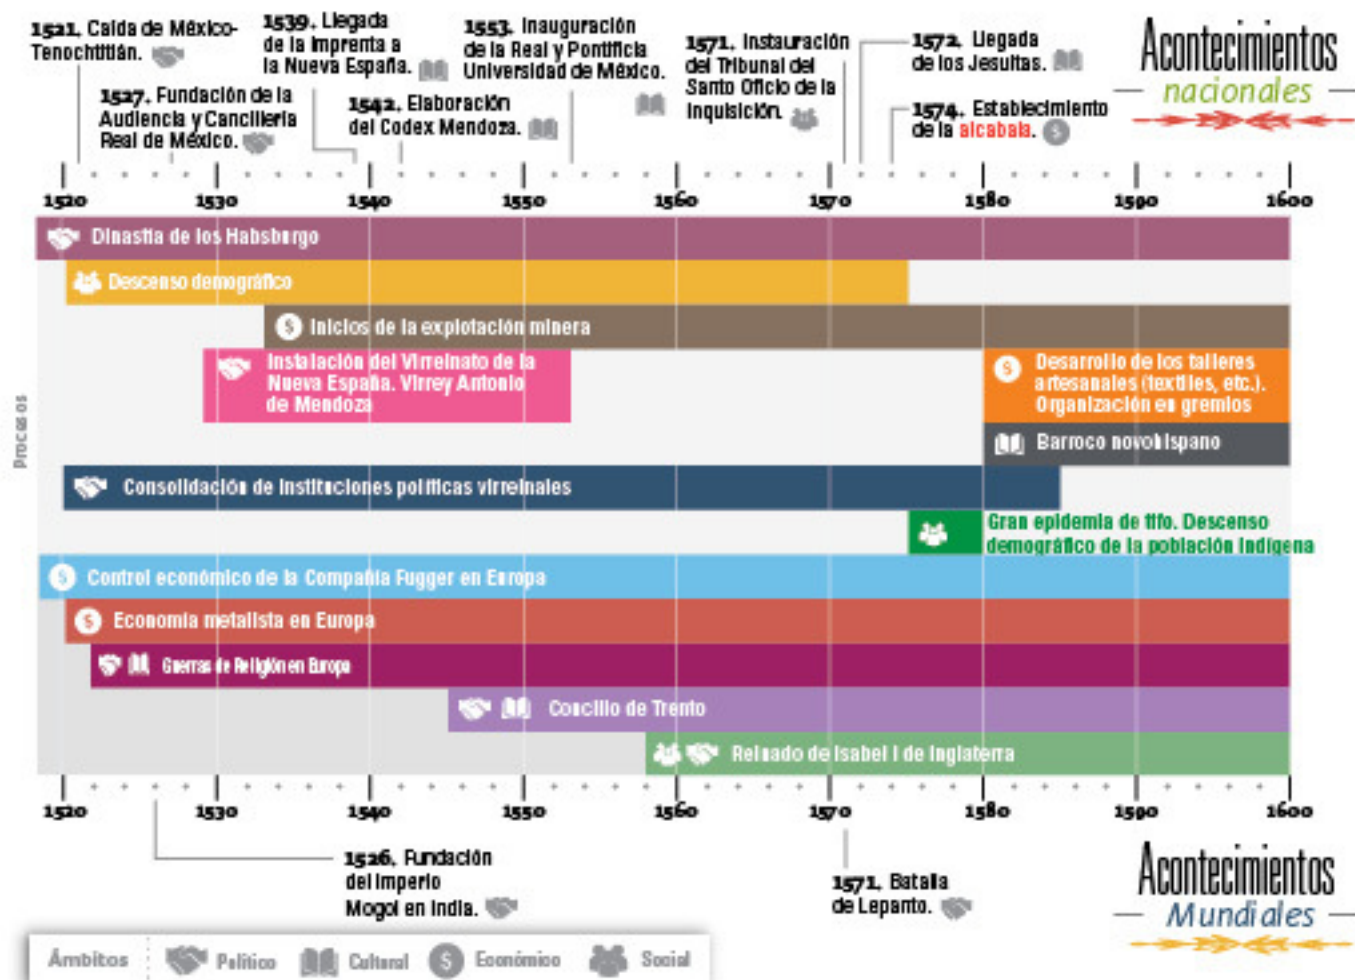 1521. Caída de México-
Tenochtitlán.
1527. Fundación de la
Audiencia y Cancillería
Real de México.
1539. Llegada
de la imprenta a
la Nueva España.
1542. Elaboración
del Codex Mendoza.
1553. Inauguración
de la Real y Pontificia
Universidad de México.
1571. Instauración
del Tribunal del
Santo Oficio de la
Inquisición.
1572. Llegada
de los Jesuitas.
1574. Establecimiento
de la alcabala.
Acontecimientos
nacionales
1520 1530 1540 1550 1560 1570 1580 1590 1600
Procesos
Dinastía de los Habsburgo
Descenso demográfico
Inicios de la explotación minera
Instalación del Virreinato de la
Nueva España. Virrey Antonio
de Mendoza
Desarrollo de los talleres
artesanales (textiles, etc.).
Organización en gremios
Barroco novohispano
Consolidación de instituciones políticas virreinales
Gran epidemia de tifo. Descenso
demográfico de la población indígena
Control económico de la Compañía Fugger en Europa
Economía metalista en Europa
Guerras de Religión en Europa
Concilio de Trento
Reinado de Isabel I de Inglaterra
1520 1530 1540 1550 1560 1570 1580 1590 1600
1526. Fundación
del Imperio
Mogol en India.
1571. Batalla
de Lepanto.
Acontecimientos
Mundiales
Ámbitos Político Cultural Económico Social